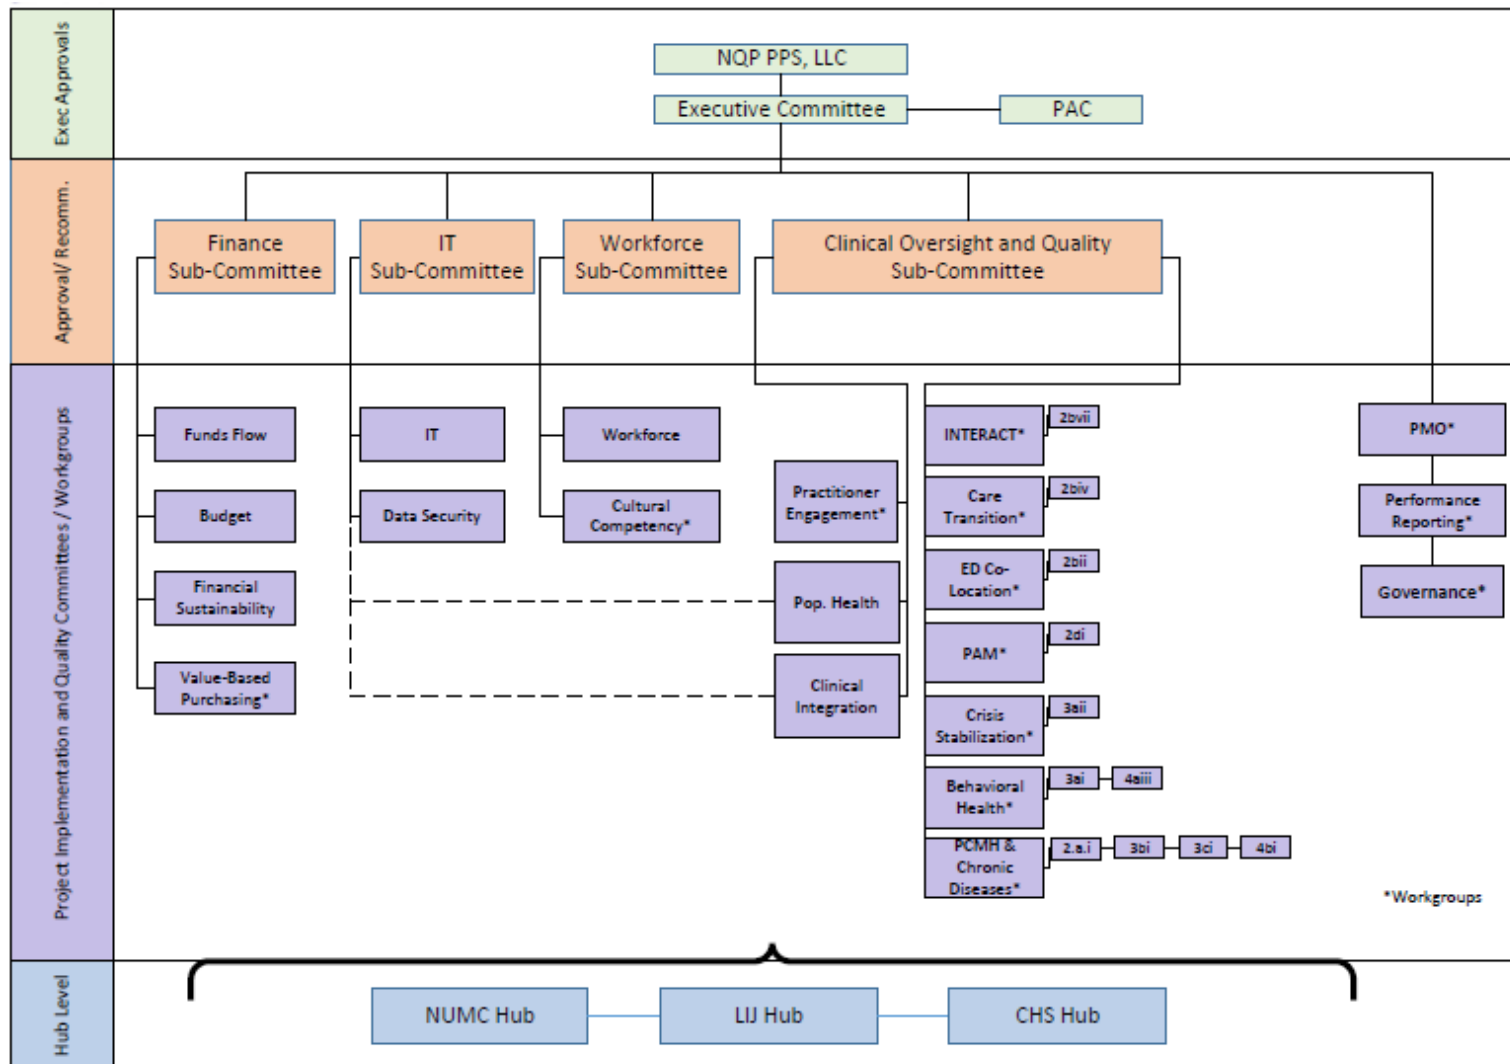 Exec Approvals
NQP PPS, LLC
Executive Committee
PAC
Approval/ Recomm.
Finance
Sub-Committee
IT
Sub-Committee
Workforce
Sub-Committee
Clinical Oversight and Quality
Sub-Committee
Project Implementation and Quality Committees / Workgroups
Funds Flow
Budget
Financial
Sustainability
Value-Based
Purchasing*
IT
Data Security
Workforce
Cultural
Competency*
Practitioner
Engagement*
Pop. Health
Clinical
Integration
INTERACT*
2bvii
Care
Transition*
2biv
ED Co-
Location*
2bii
PAM*
2di
Crisis
Stabilization*
3aii
Behavioral
Health*
3ai
4aiii
PCMH &
Chronic
Diseases*
2.a.i
3bi
3ci
4bi
PMO*
Performance
Reporting*
Governance*
*Workgroups
Hub Level
NUMC Hub
LIJ Hub
CHS Hub